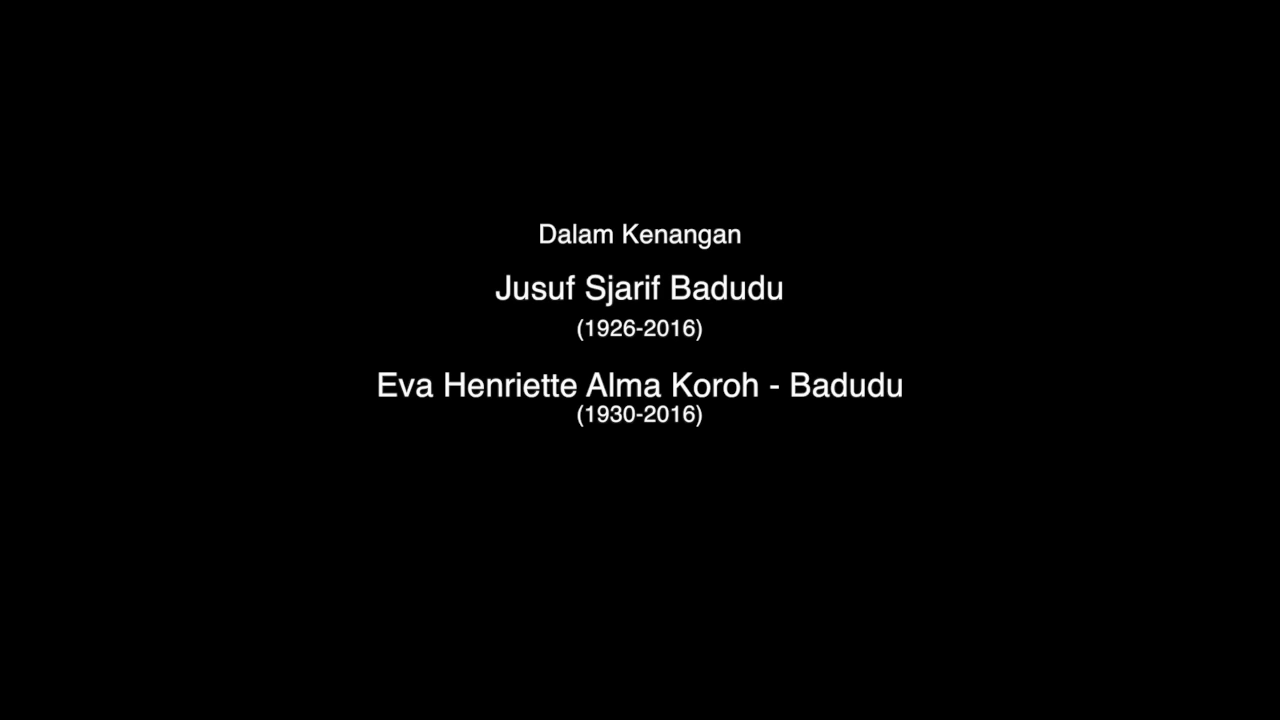 Dalam Kenangan
Jusuf Sjarif Badudu
(1926-2016)
Eva Henriette Alma Koroh - Badudu
(1930-2016)